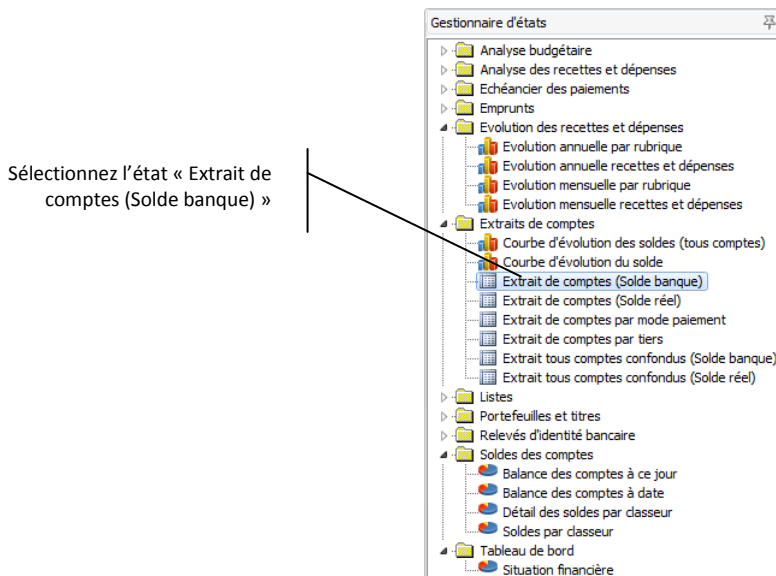 Gestionnaire d'états
Analyse budgétaire
Analyse des recettes et dépenses
Echéancier des paiements
Emprunts
Evolution des recettes et dépenses
Evolution annuelle par rubrique
Evolution annuelle recettes et dépenses
Evolution mensuelle par rubrique
Evolution mensuelle recettes et dépenses
Sélectionnez l'état « Extrait de
comptes (Solde banque) »
Extraits de comptes
Courbe d'évolution des soldes (tous comptes)
Courbe d'évolution du solde
Extrait de comptes (Solde banque)
Extrait de comptes (Solde réel)
Extrait de comptes par mode paiement
Extrait de comptes par tiers
Extrait tous comptes confondus (Solde banque)
Extrait tous comptes confondus (Solde réel)
Listes
Portefeuilles et titres
Relevés d'identité bancaire
Soldes des comptes
Balance des comptes à ce jour
Balance des comptes à date
Détail des soldes par classeur
Soldes par classeur
Tableau de bord
Situation financière